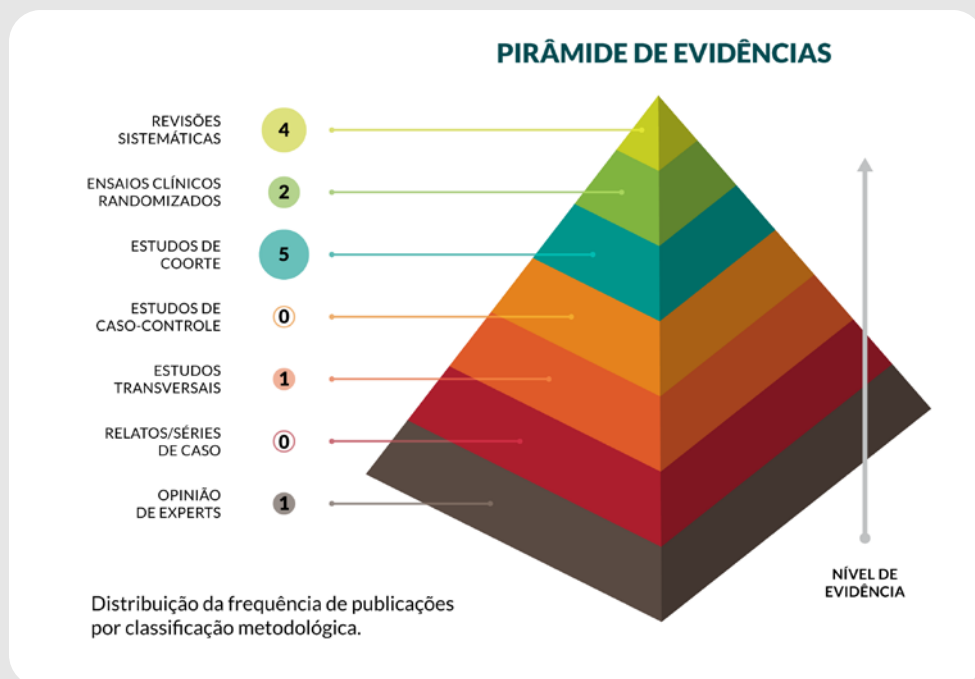 PIRÂMIDE DE EVIDÊNCIAS
REVISÕES
SISTEMÁTICAS
4
ENSAIOS CLÍNICOS
RANDOMIZADOS
2
ESTUDOS DE
COORTE
5
ESTUDOS DE
CASO-CONTROLE
0
ESTUDOS
TRANSVERSAIS
1
RELATOS/SÉRIES
DE CASO
0
OPINIÃO
DE EXPERTS
1
NÍVEL DE
EVIDÊNCIA
Distribuição da frequência de publicações
por classificação metodológica.